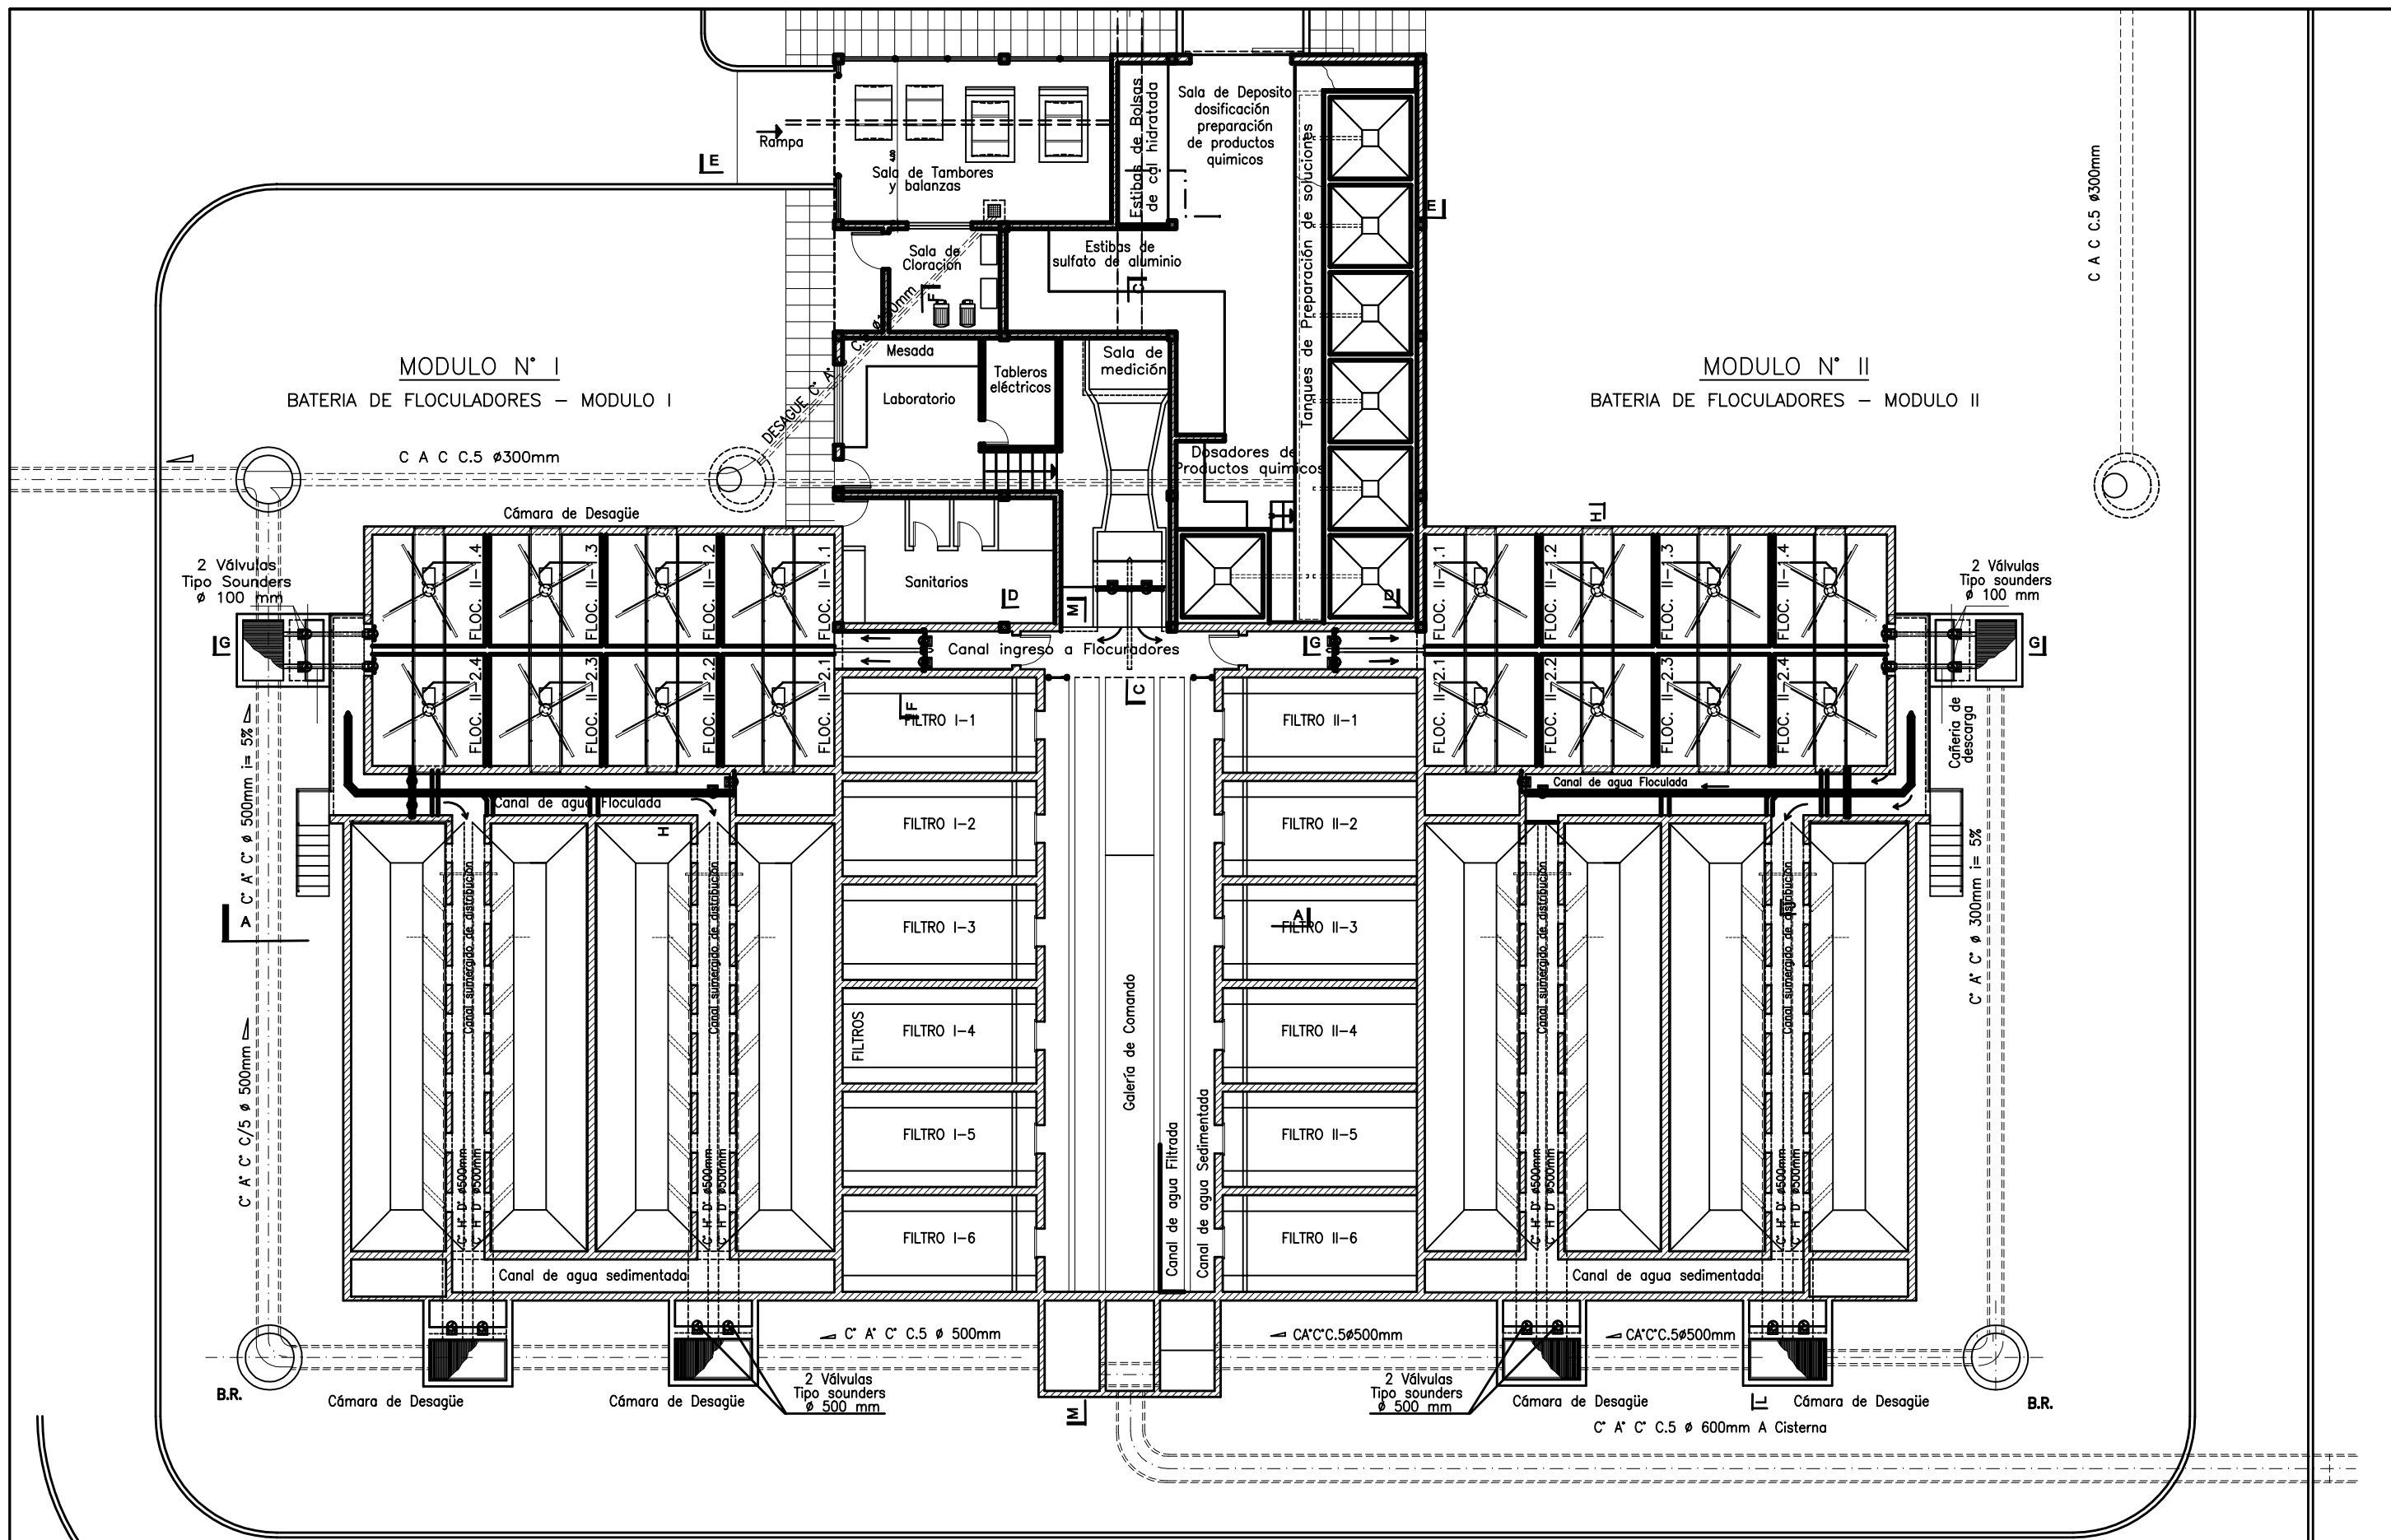 Rampa
E
Sala de Tambores
y balanzas
Estibas de Bolsas
de cal hidratada
Sala de Deposito
dosificación
preparación
de productos
quimicos
Tanques de Preparación de soluciones
E
C A C C.5 ø300mm
Sala de
Cloración
F
Estibas de
sulfato de aluminio
C
MODULO N° I
BATERIA DE FLOCULADORES – MODULO I
MODULO N° II
BATERIA DE FLOCULADORES – MODULO II
Mesada
Laboratorio
Tableros
eléctricos
Sala de
medición
DESAGUE C° A°
C A C C.5 ø300mm
Dosadores de
Productos quimicos
Cámara de Desagüe
H
Sanitarios
D
M
D
2 Válvulas
Tipo Sounders
ø 100 mm
FLOC. II-1.4
FLOC. II-1.3
FLOC. II-1.2
FLOC. II-1.1
FLOC. II-1.1
FLOC. II-1.2
FLOC. II-1.3
FLOC. II-1.4
2 Válvulas
Tipo sounders
ø 100 mm
G
Canal ingreso a Flocuradores
G
G
FLOC. II-2.4
FLOC. II-2.3
FLOC. II-2.2
FLOC. II-2.1
FLOC. II-2.1
FLOC. II-2.2
FLOC. II-2.3
FLOC. II-2.4
Cañeria de
descarga
F
C
FILTRO I-1
FILTRO II-1
Canal de agua Floculada
Canal de agua Floculada
H
FILTRO I-2
FILTRO II-2
C° A° C° ø 500mm i= 5%
A
FILTRO I-3
A
FILTRO II-3
C° A° C° ø 300mm i= 5%
Canal sumergido de distribución
Canal sumergido de distribución
Canal sumergido de distribución
Canal sumergido de distribución
FILTROS
FILTRO I-4
FILTRO II-4
Galería de Comando
C° A° C° C/5 ø 500mm
FILTRO I-5
FILTRO II-5
Canal de agua Filtrada
Canal de agua Sedimentada
C° H° D° ø500mm
C° H° D° ø500mm
C° H° D° ø500mm
C° H° D° ø500mm
C° H° D° ø500mm
C° H° D° ø500mm
C° H° D° ø500mm
C° H° D° ø500mm
FILTRO I-6
FILTRO II-6
Canal de agua sedimentada
Canal de agua sedimentada
C° A° C° C.5 ø 500mm
CA°C°C.5ø500mm
CA°C°C.5ø500mm
B.R.
Cámara de Desagüe
Cámara de Desagüe
2 Válvulas
Tipo sounders
ø 500 mm
M
2 Válvulas
Tipo sounders
ø 500 mm
Cámara de Desagüe
L
Cámara de Desagüe
B.R.
C° A° C° C.5 ø 600mm A Cisterna